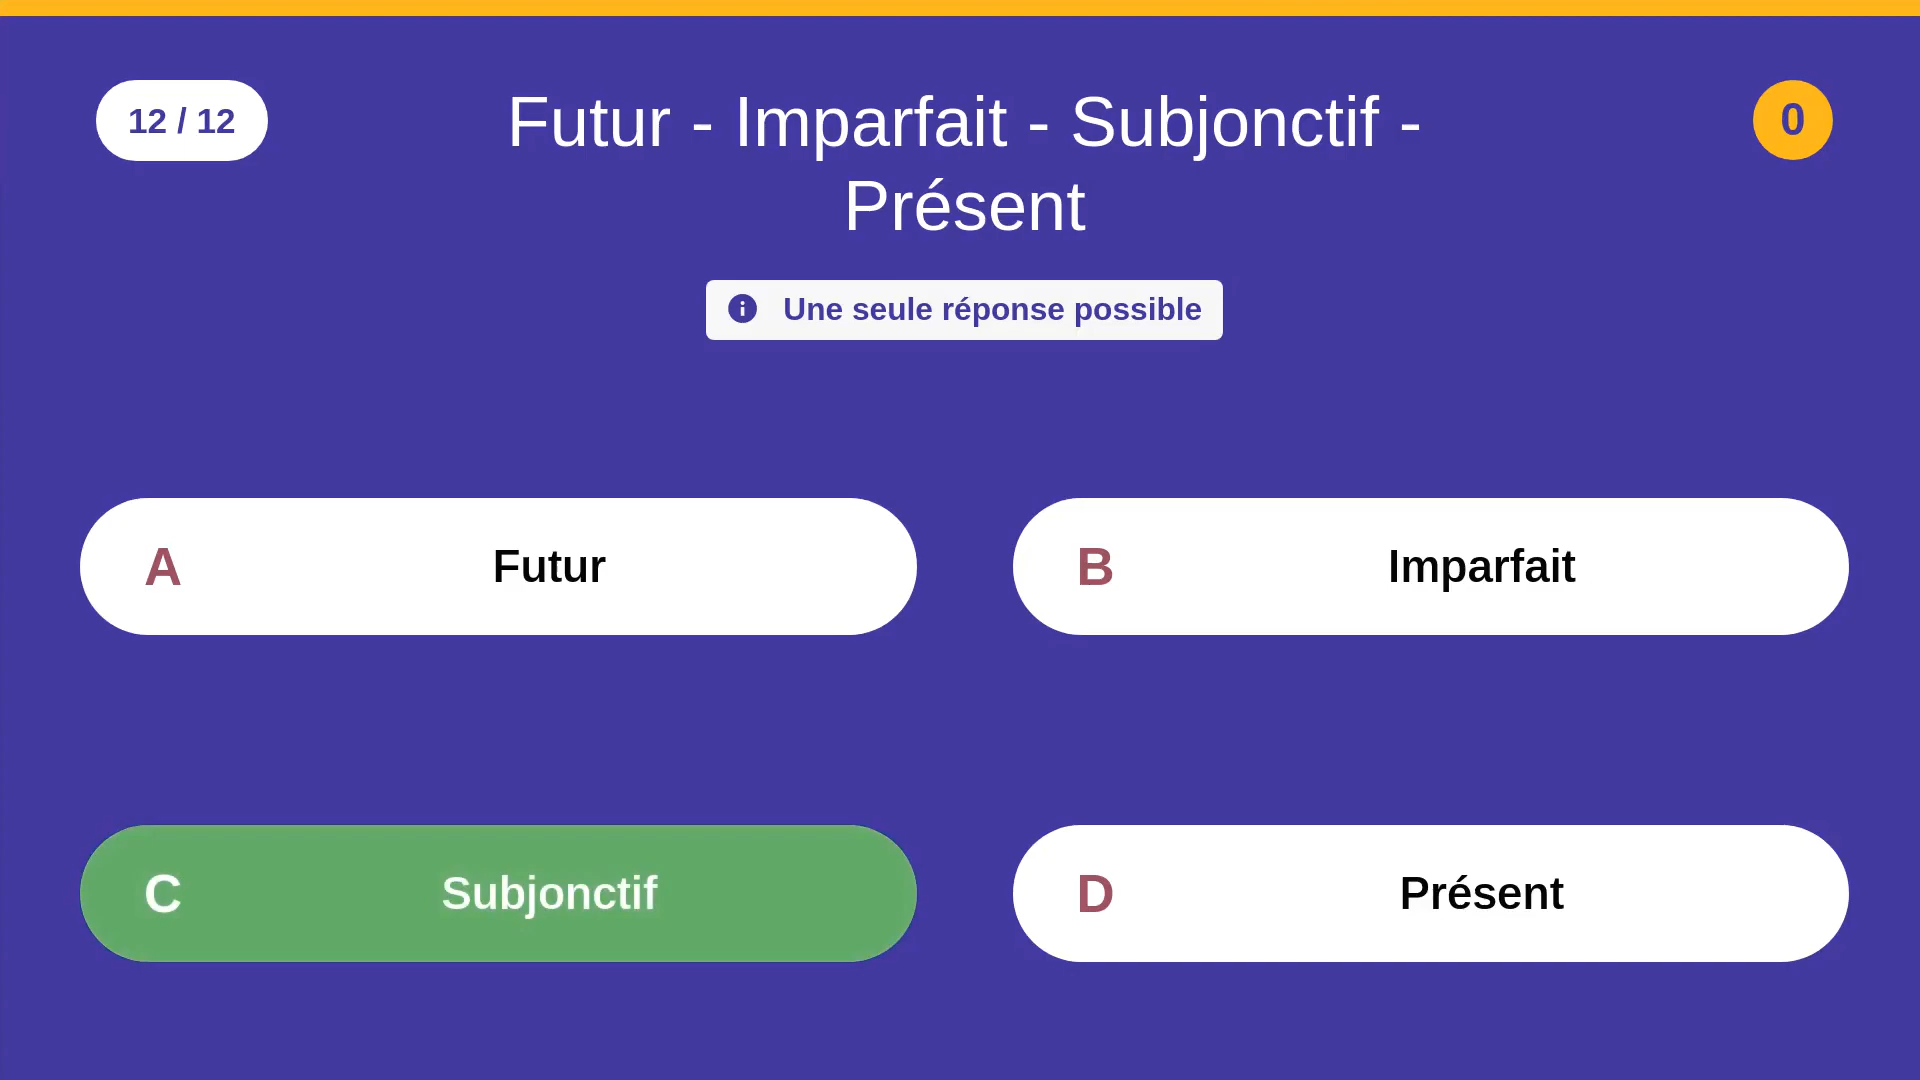 12 / 12
Futur - Imparfait - Subjonctif -
Présent
0
Une seule réponse possible
A Futur
B Imparfait
C Subjonctif
D Présent